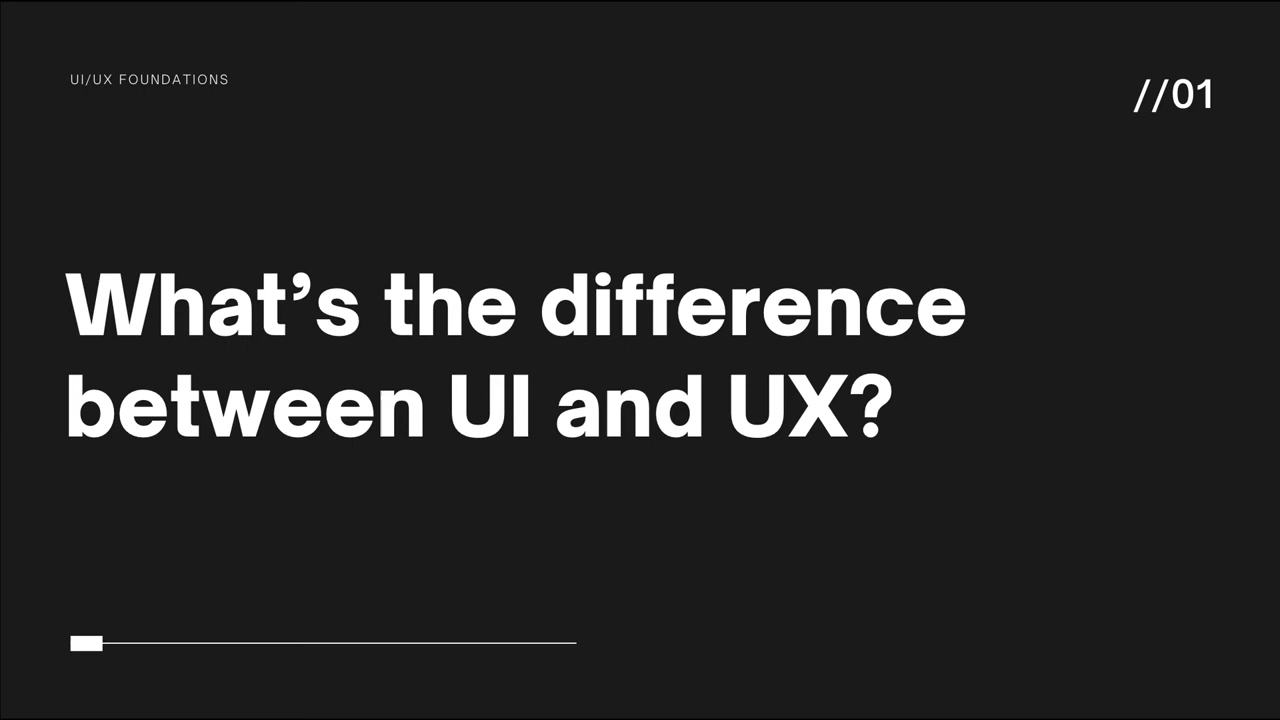 UI/UX FOUNDATIONS
//01
What’s the difference
between UI and UX?